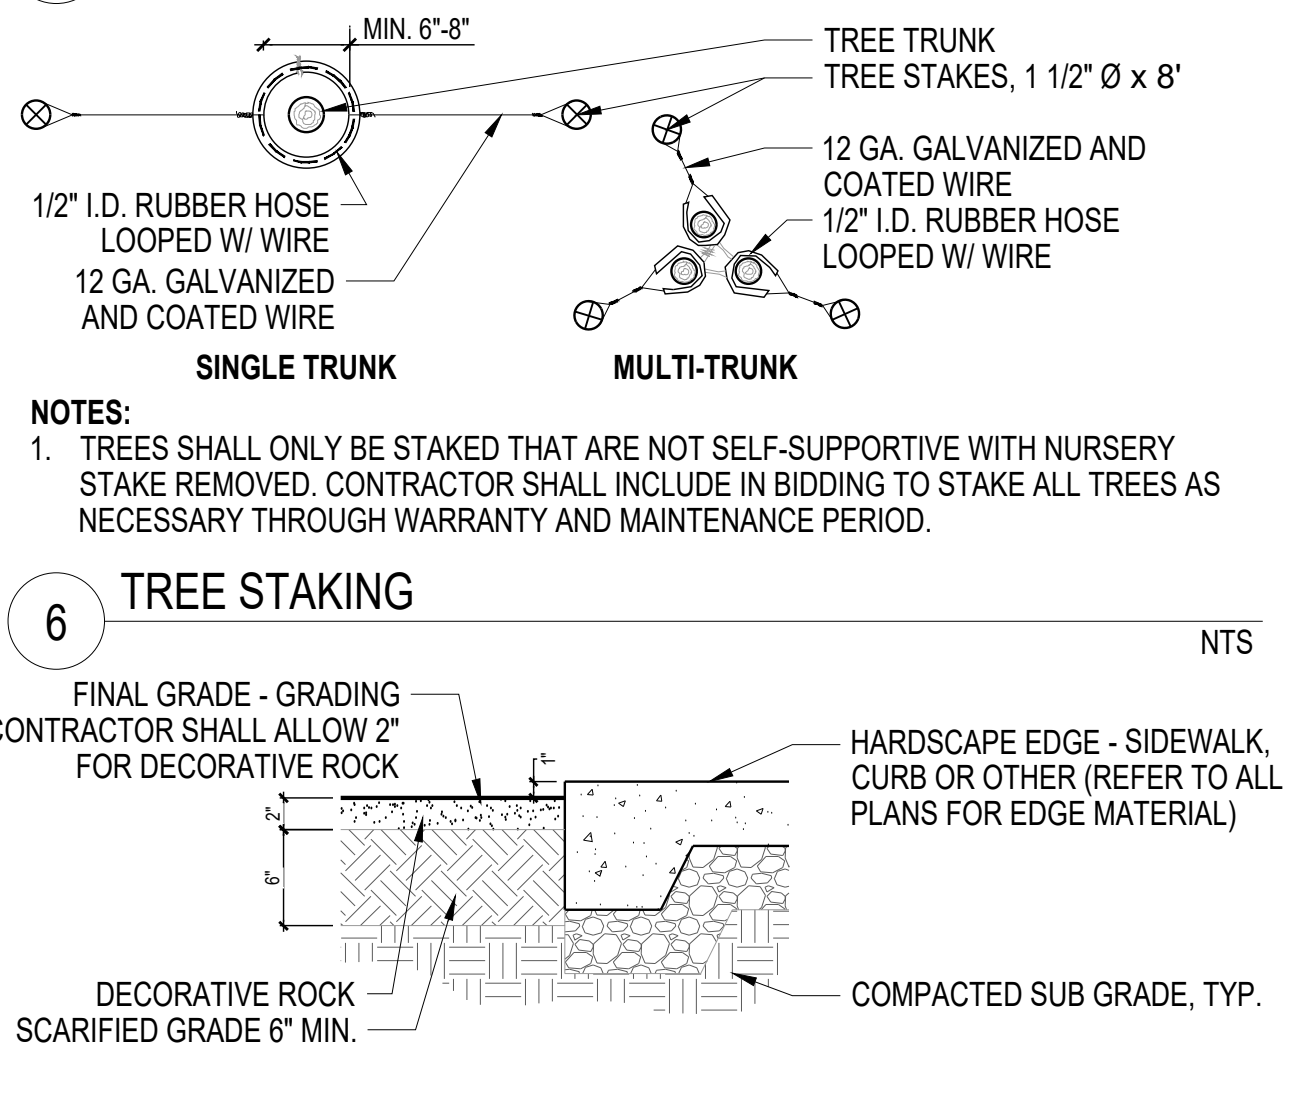 MIN. 6"-8"
TREE TRUNK
TREE STAKES, 1 1/2" Ø x 8'
12 GA. GALVANIZED AND
COATED WIRE
1/2" I.D. RUBBER HOSE
LOOPED W/ WIRE
1/2" I.D. RUBBER HOSE
LOOPED W/ WIRE
12 GA. GALVANIZED
AND COATED WIRE
SINGLE TRUNK
MULTI-TRUNK
NOTES:
1. TREES SHALL ONLY BE STAKED THAT ARE NOT SELF-SUPPORTIVE WITH NURSERY
STAKE REMOVED. CONTRACTOR SHALL INCLUDE IN BIDDING TO STAKE ALL TREES AS
NECESSARY THROUGH WARRANTY AND MAINTENANCE PERIOD.
6
TREE STAKING
NTS
FINAL GRADE - GRADING
CONTRACTOR SHALL ALLOW 2"
FOR DECORATIVE ROCK
1"
HARDSCAPE EDGE - SIDEWALK,
CURB OR OTHER (REFER TO ALL
PLANS FOR EDGE MATERIAL)
2"
6"
DECORATIVE ROCK
SCARIFIED GRADE 6" MIN.
COMPACTED SUB GRADE, TYP.